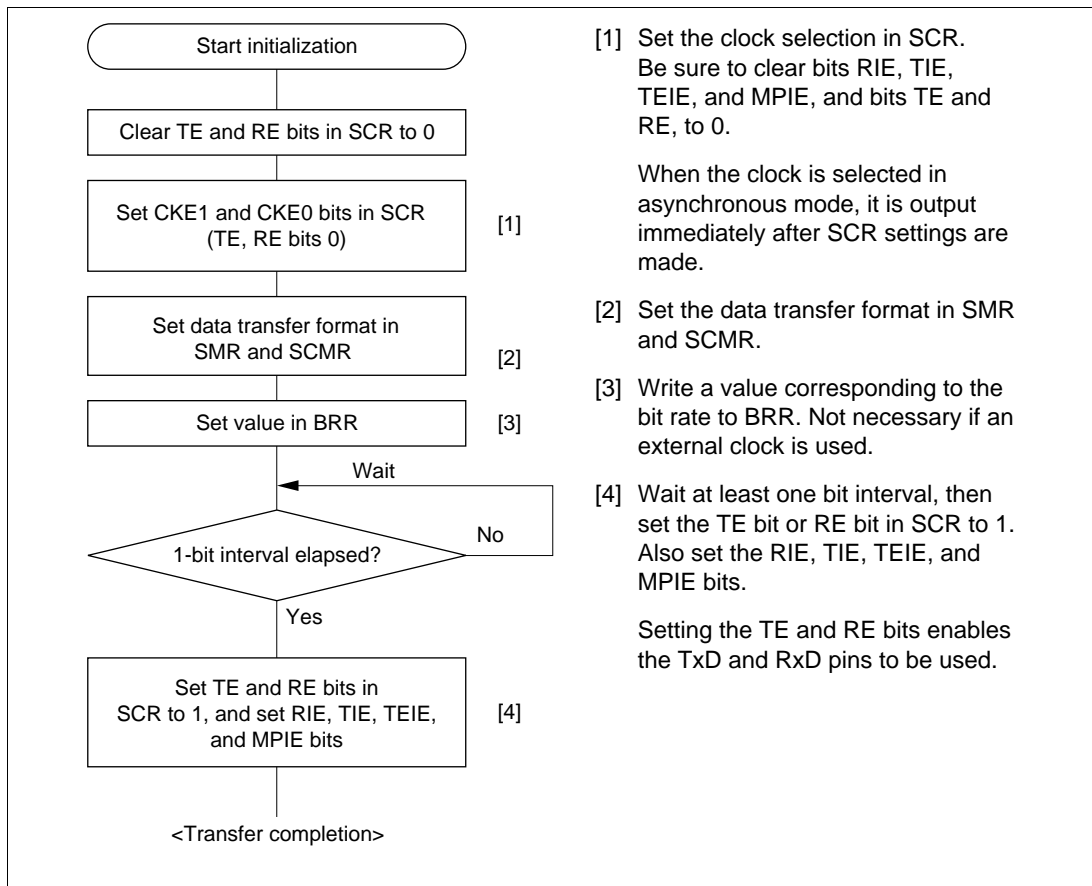 Start initialization
Clear TE and RE bits in SCR to 0
Set CKE1 and CKE0 bits in SCR
(TE, RE bits 0)
[1]
Set data transfer format in
SMR and SCMR
[2]
Set value in BRR
[3]
Wait
1-bit interval elapsed?
No
Yes
Set TE and RE bits in
SCR to 1, and set RIE, TIE, TEIE,
and MPIE bits
[4]
<Transfer completion>
[1] Set the clock selection in SCR.
Be sure to clear bits RIE, TIE,
TEIE, and MPIE, and bits TE and
RE, to 0.
When the clock is selected in
asynchronous mode, it is output
immediately after SCR settings are
made.
[2] Set the data transfer format in SMR
and SCMR.
[3] Write a value corresponding to the
bit rate to BRR. Not necessary if an
external clock is used.
[4] Wait at least one bit interval, then
set the TE bit or RE bit in SCR to 1.
Also set the RIE, TIE, TEIE, and
MPIE bits.
Setting the TE and RE bits enables
the TxD and RxD pins to be used.